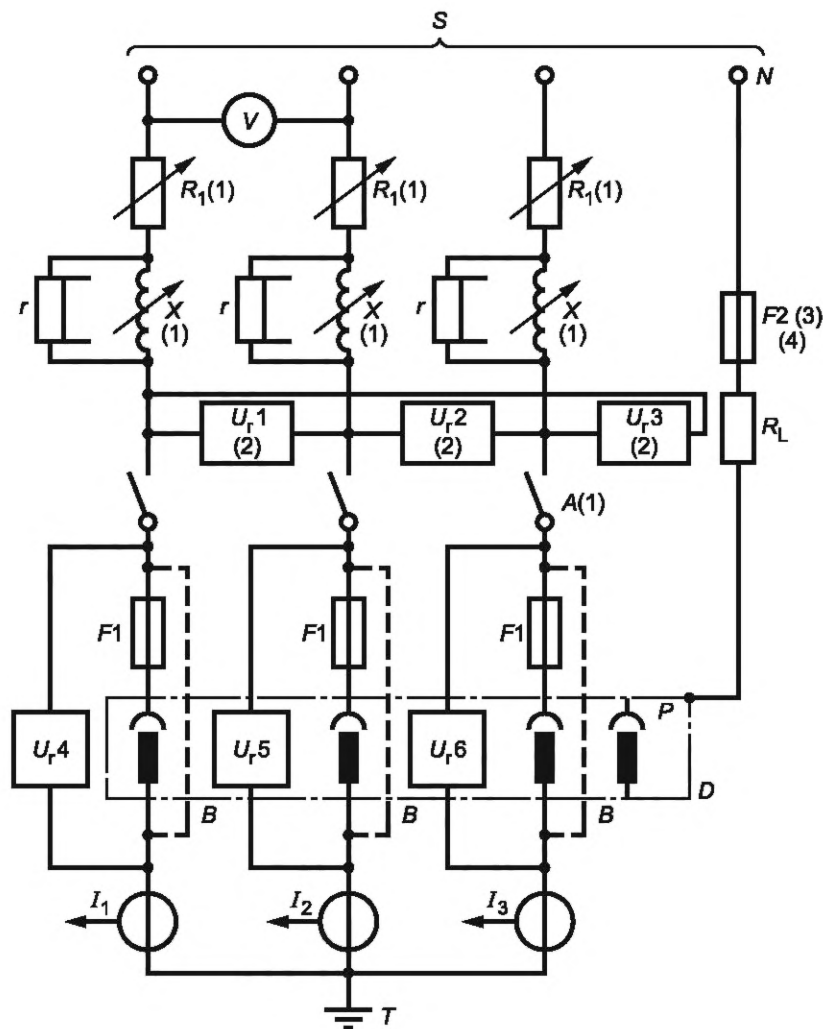 S
N
V
R1(1) R1(1) R1(1)
r X (1) r X (1) r X (1)
F2 (3)
(4)
Ur1 (2) Ur2 (2) Ur3 (2)
RL
A(1)
F1 F1 F1
P
Ur4 Ur5 Ur6
D
B B B
I1 I2 I3
T